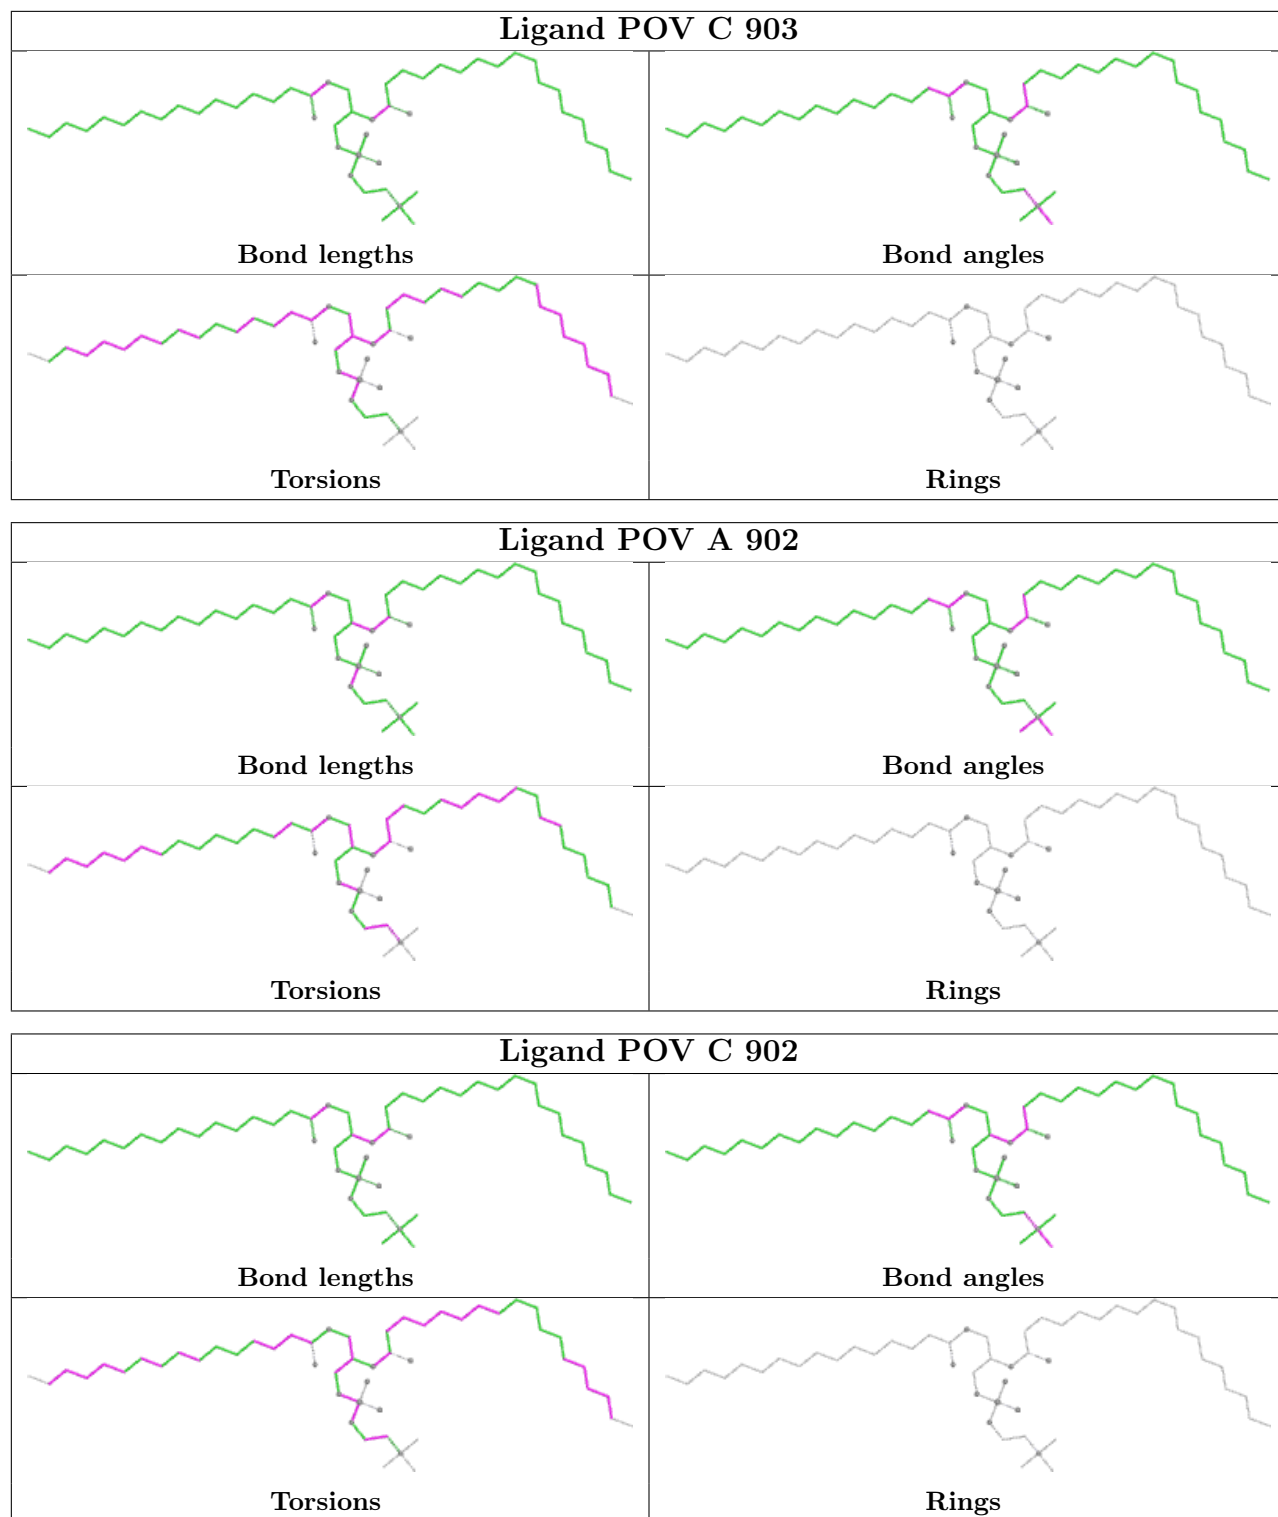 Ligand POV C 903
Bond lengths
Bond angles
Torsions
Rings
Ligand POV A 902
Bond lengths
Bond angles
Torsions
Rings
Ligand POV C 902
Bond lengths
Bond angles
Torsions
Rings